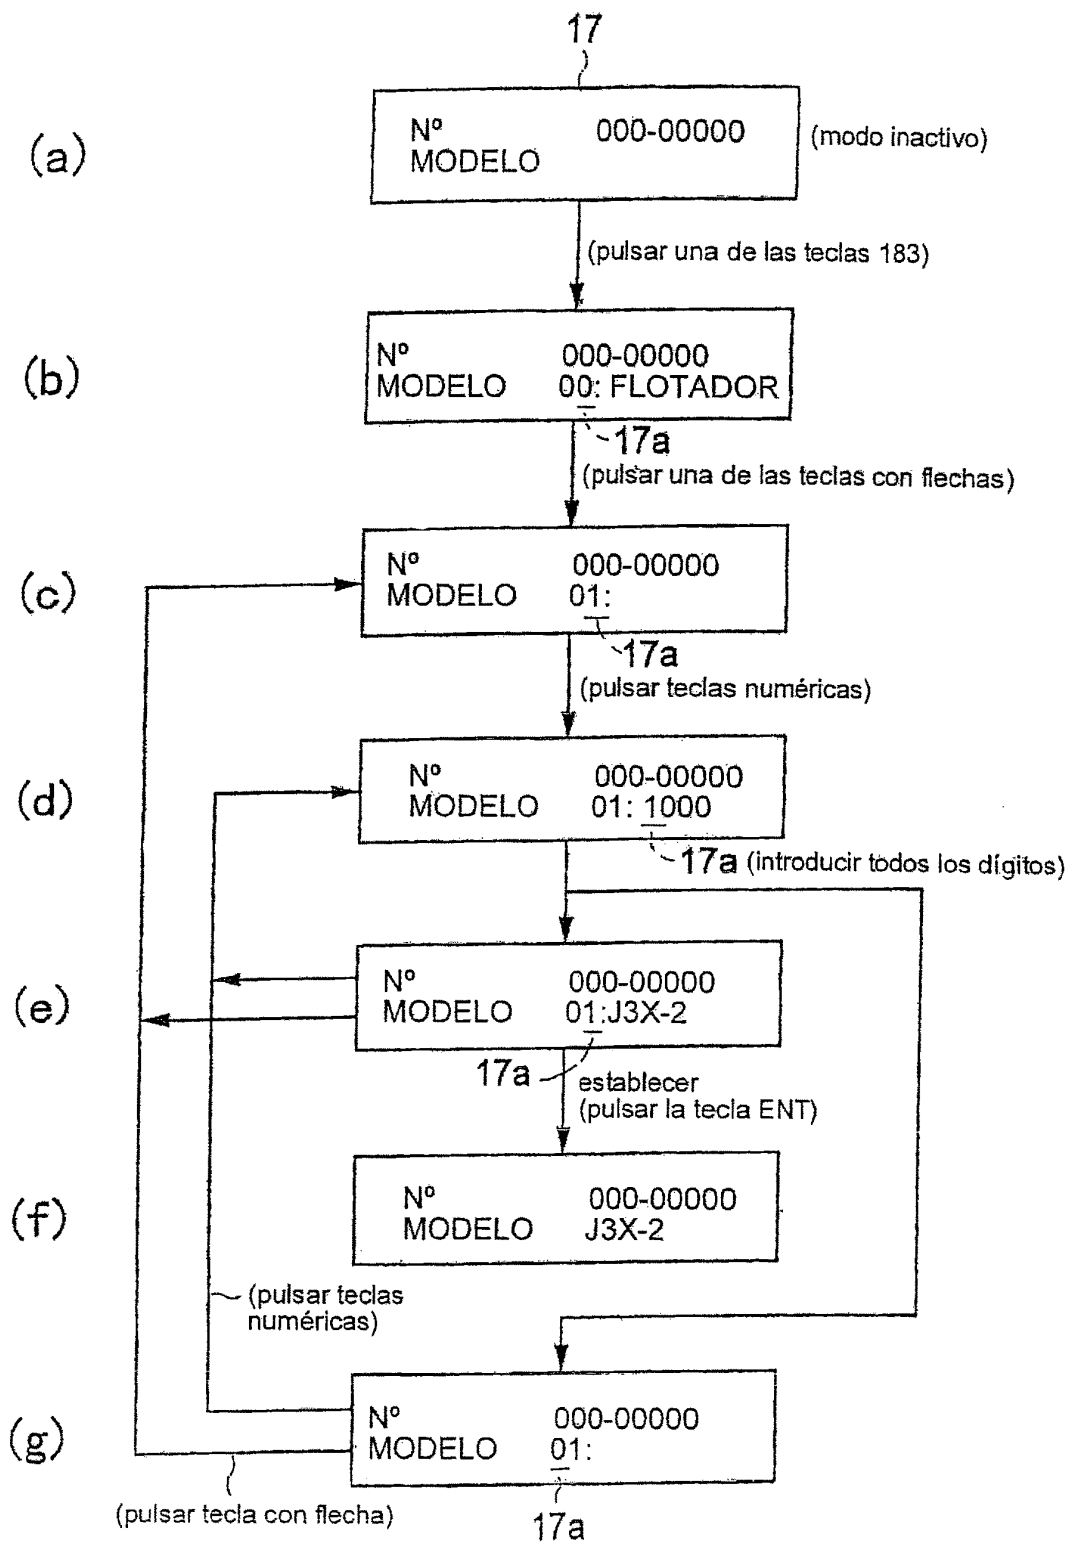 17
(a)
Nº 000-00000
MODELO
(modo inactivo)
(pulsar una de las teclas 183)
(b)
Nº 000-00000
MODELO 00: FLOTADOR
17a
(pulsar una de las teclas con flechas)
(c)
Nº 000-00000
MODELO 01:
17a
(pulsar teclas numéricas)
(d)
Nº 000-00000
MODELO 01: 1000
17a (introducir todos los dígitos)
(e)
Nº 000-00000
MODELO 01:J3X-2
17a
establecer
(pulsar la tecla ENT)
(f)
Nº 000-00000
MODELO J3X-2
(pulsar teclas
numéricas)
(g)
Nº 000-00000
MODELO 01:
(pulsar tecla con flecha)
17a